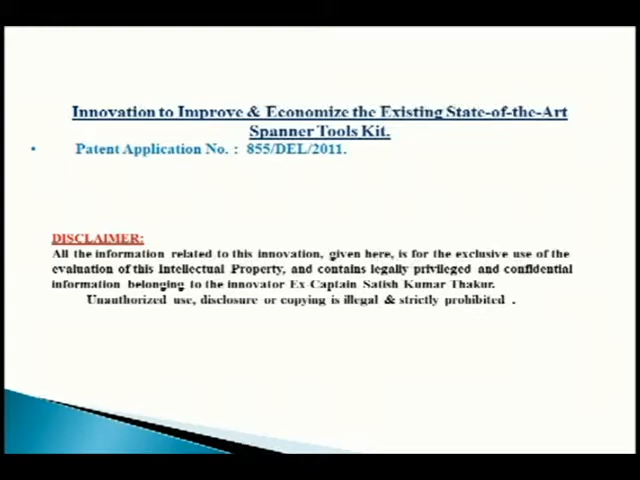 Innovation to Improve & Economize the Existing State-of-the-Art
Spanner Tools Kit.
• Patent Application No. : 855/DEL/2011.
DISCLAIMER:
All the information related to this innovation, given here, is for the exclusive use of the
evaluation of this Intellectual Property, and contains legally privileged and confidential
information belonging to the innovator Ex Captain Satish Kumar Thakur.
Unauthorized use, disclosure or copying is illegal & strictly prohibited .